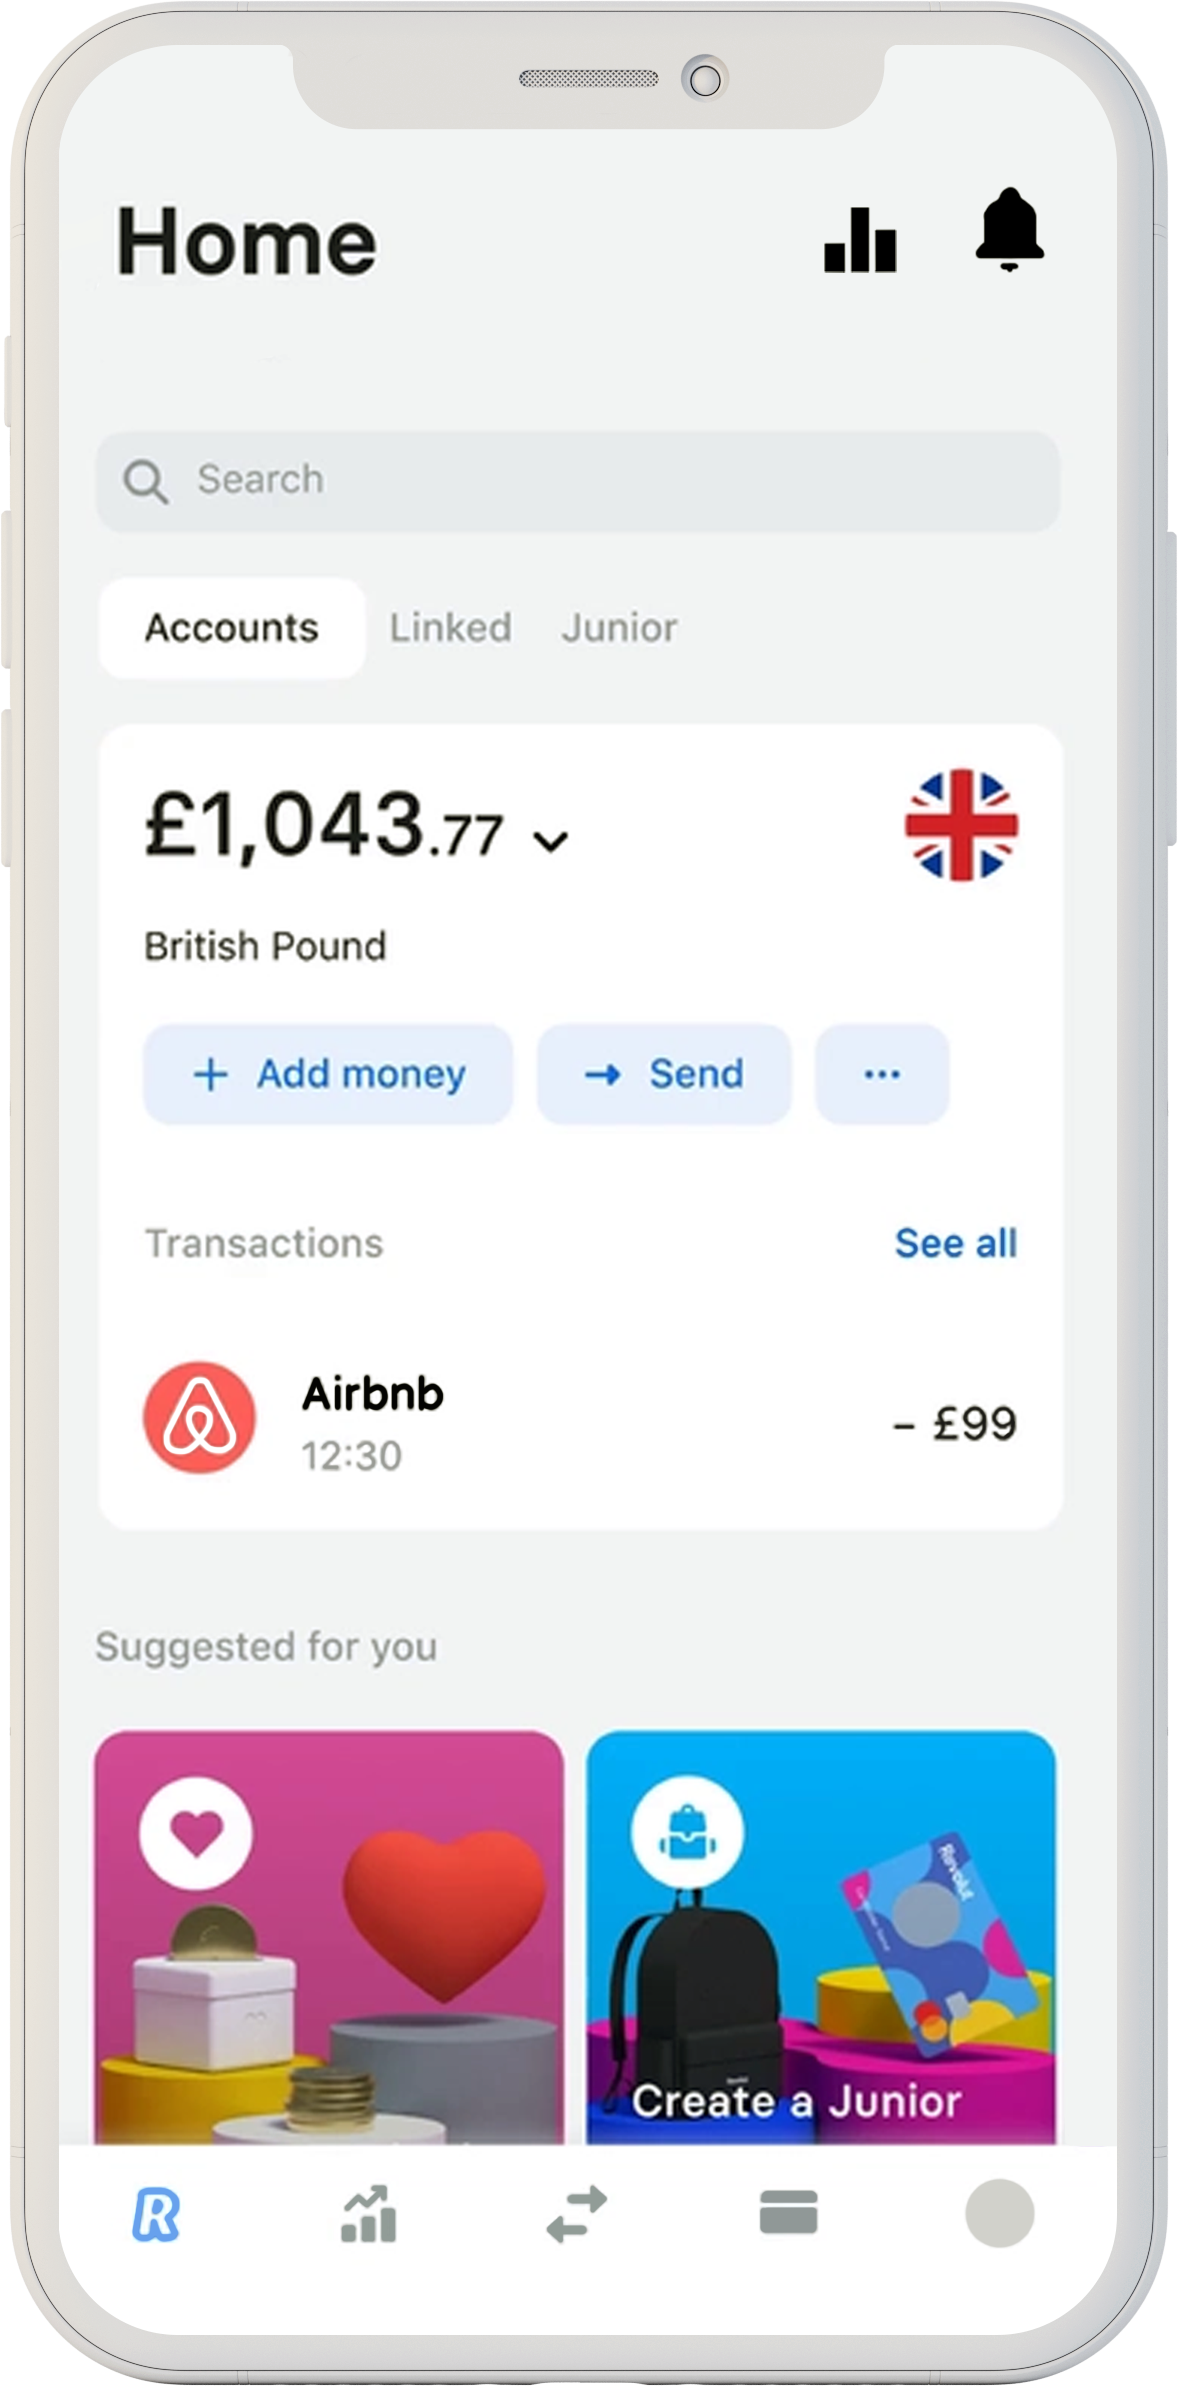 Home
Search
Accounts Linked Junior
£1,043.77
British Pound
+ Add money → Send ...
Transactions See all
Airbnb - £99
12:30
Suggested for you
Revolut
Create a Junior
R